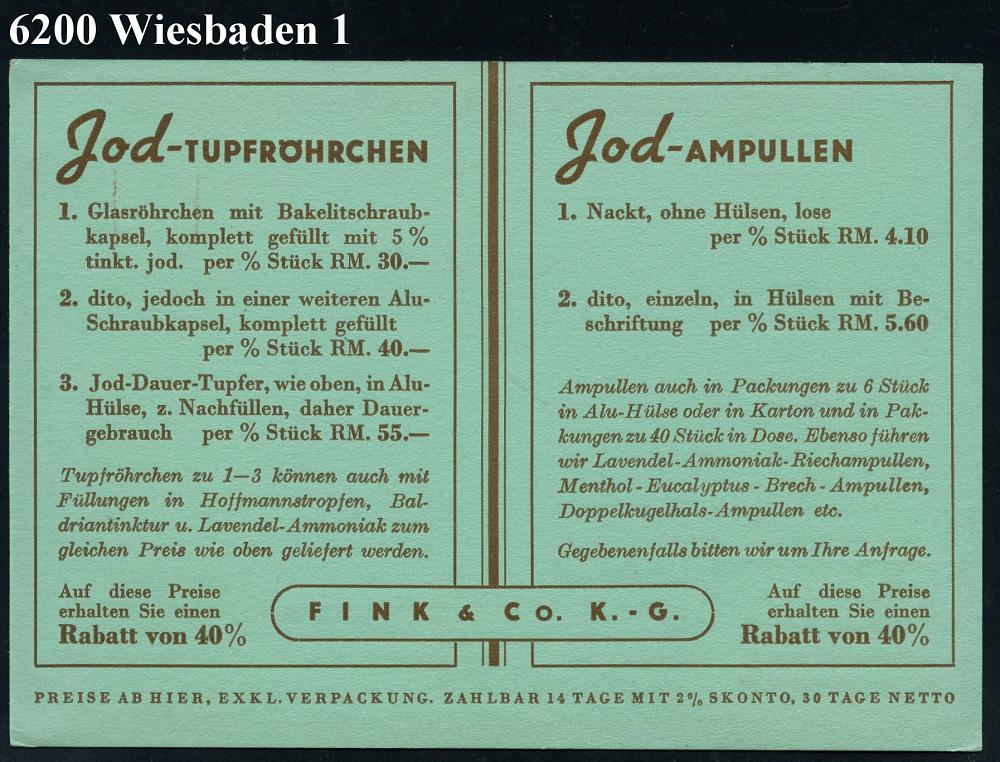 6200 Wiesbaden 1
Jod-TUPFRÖHRCHEN
1. Glasröhrchen mit Bakelitschraub-
kapsel, komplett gefüllt mit 5 %
tinkt. jod. per % Stück RM. 30.—
2. dito, jedoch in einer weiteren Alu-
Schraubkapsel, komplett gefüllt
per % Stück RM. 40.—
3. Jod-Dauer-Tupfer, wie oben, in Alu-
Hülse, z. Nachfüllen, daher Dauer-
gebrauch per % Stück RM. 55.—
Tupfröhrchen zu 1—3 können auch mit
Füllungen in Hoffmannstropfen, Bal-
driantinktur u. Lavendel-Ammoniak zum
gleichen Preis wie oben geliefert werden.
Auf diese Preise
erhalten Sie einen
Rabatt von 40%
Jod-AMPULLEN
1. Nackt, ohne Hülsen, lose
per % Stück RM. 4.10
2. dito, einzeln, in Hülsen mit Be-
schriftung per % Stück RM. 5.60
Ampullen auch in Packungen zu 6 Stück
in Alu-Hülse oder in Karton und in Pak-
kungen zu 40 Stück in Dose. Ebenso führen
wir Lavendel-Ammoniak-Riechampullen,
Menthol-Eucalyptus-Brech-Ampullen,
Doppelkugelhals-Ampullen etc.
Gegebenenfalls bitten wir um Ihre Anfrage.
Auf diese Preise
erhalten Sie einen
Rabatt von 40%
FINK & Co. K.-G.
PREISE AB HIER, EXKL. VERPACKUNG. ZAHLBAR 14 TAGE MIT 2% SKONTO, 30 TAGE NETTO